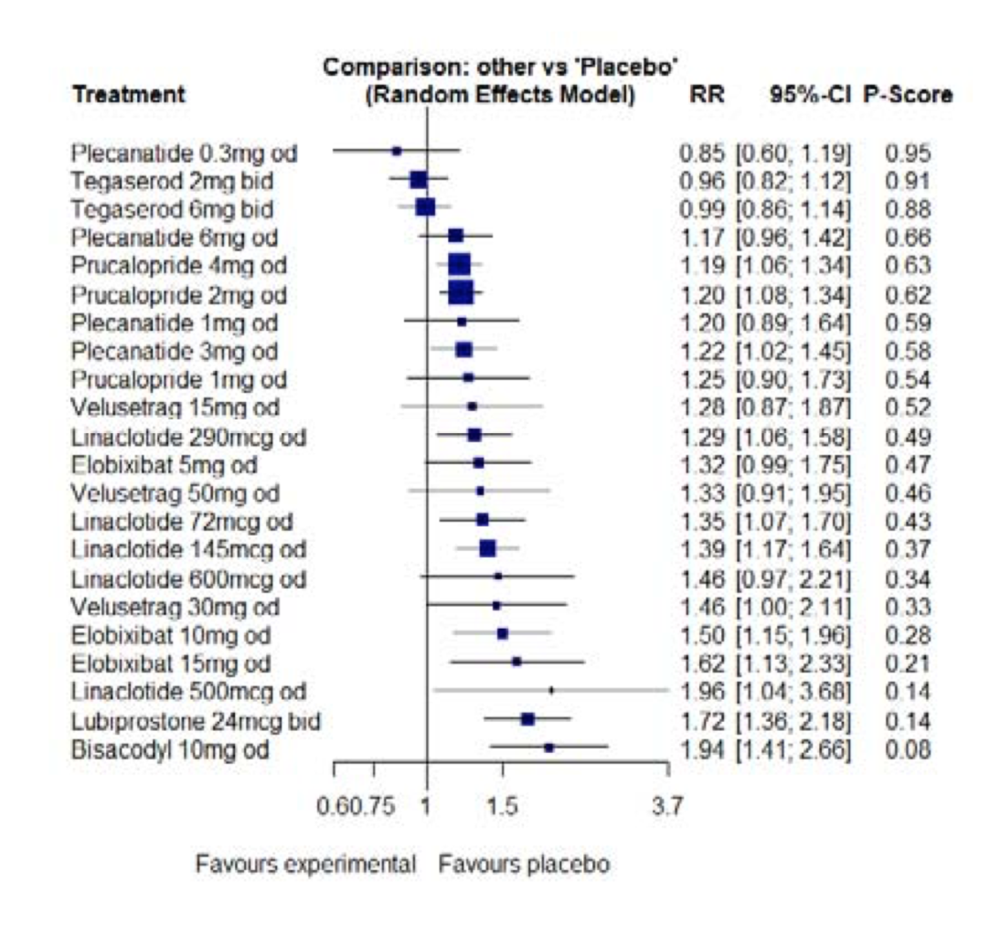 Comparison: other vs 'Placebo'
Treatment (Random Effects Model) RR 95%-CI P-Score
Plecanatide 0.3mg od 0.85 [0.60; 1.19] 0.95
Tegaserod 2mg bid 0.96 [0.82; 1.12] 0.91
Tegaserod 6mg bid 0.99 [0.86; 1.14] 0.88
Plecanatide 6mg od 1.17 [0.96; 1.42] 0.66
Prucalopride 4mg od 1.19 [1.06; 1.34] 0.63
Prucalopride 2mg od 1.20 [1.08; 1.34] 0.62
Plecanatide 1mg od 1.20 [0.89; 1.64] 0.59
Plecanatide 3mg od 1.22 [1.02; 1.45] 0.58
Prucalopride 1mg od 1.25 [0.90; 1.73] 0.54
Velusetrag 15mg od 1.28 [0.87; 1.87] 0.52
Linaclotide 290mcg od 1.29 [1.06; 1.58] 0.49
Elobixibat 5mg od 1.32 [0.99; 1.75] 0.47
Velusetrag 50mg od 1.33 [0.91; 1.95] 0.46
Linaclotide 72mcg od 1.35 [1.07; 1.70] 0.43
Linaclotide 145mcg od 1.39 [1.17; 1.64] 0.37
Linaclotide 600mcg od 1.46 [0.97; 2.21] 0.34
Velusetrag 30mg od 1.46 [1.00; 2.11] 0.33
Elobixibat 10mg od 1.50 [1.15; 1.96] 0.28
Elobixibat 15mg od 1.62 [1.13; 2.33] 0.21
Linaclotide 500mcg od 1.96 [1.04; 3.68] 0.14
Lubiprostone 24mcg bid 1.72 [1.36; 2.18] 0.14
Bisacodyl 10mg od 1.94 [1.41; 2.66] 0.08
0.6 0.75 1 1.5 3.7
Favours experimental Favours placebo